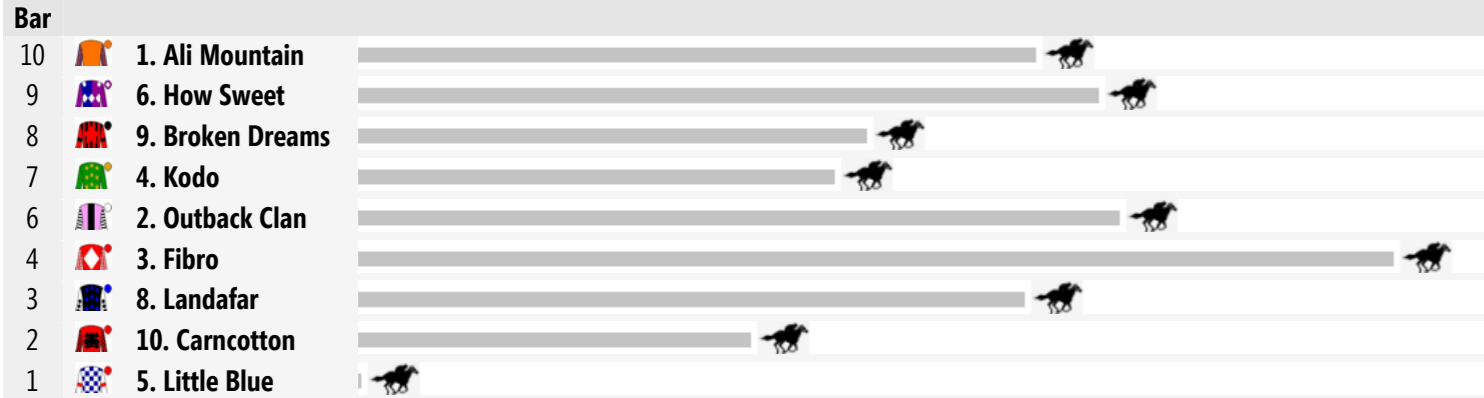 Bar
10 1. Ali Mountain
9 6. How Sweet
8 9. Broken Dreams
7 4. Kodo
6 2. Outback Clan
4 3. Fibro
3 8. Landafar
2 10. Carncotton
1 5. Little Blue